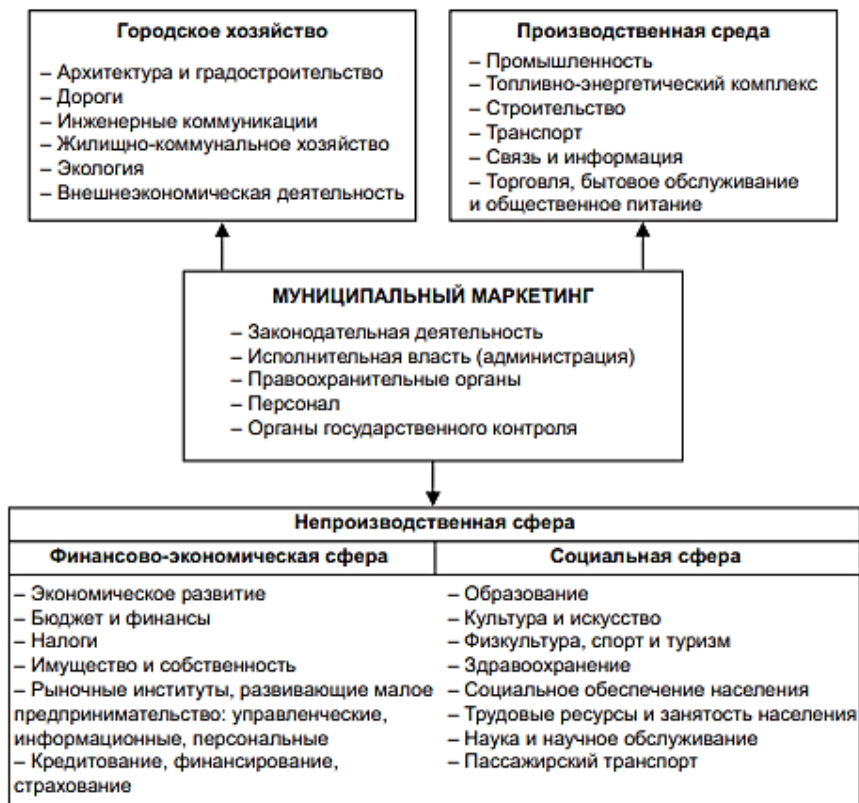 Городское хозяйство
– Архитектура и градостроительство
– Дороги
– Инженерные коммуникации
– Жилищно-коммунальное хозяйство
– Экология
– Внешнеэкономическая деятельность
Производственная среда
– Промышленность
– Топливно-энергетический комплекс
– Строительство
– Транспорт
– Связь и информация
– Торговля, бытовое обслуживание
и общественное питание
МУНИЦИПАЛЬНЫЙ МАРКЕТИНГ
– Законодательная деятельность
– Исполнительная власть (администрация)
– Правоохранительные органы
– Персонал
– Органы государственного контроля
Непроизводственная сфера
Финансово-экономическая сфера
– Экономическое развитие
– Бюджет и финансы
– Налоги
– Имущество и собственность
– Рыночные институты, развивающие малое
предпринимательство: управленческие,
информационные, персональные
– Кредитование, финансирование,
страхование
Социальная сфера
– Образование
– Культура и искусство
– Физкультура, спорт и туризм
– Здравоохранение
– Социальное обеспечение населения
– Трудовые ресурсы и занятость населения
– Наука и научное обслуживание
– Пассажирский транспорт